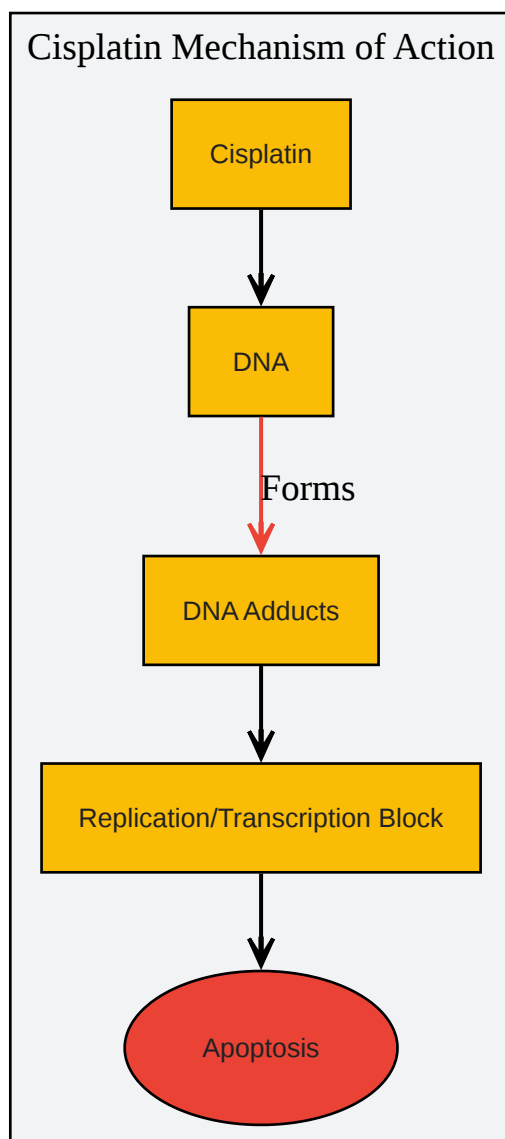 Cisplatin Mechanism of Action
Cisplatin
DNA
Forms
DNA Adducts
Replication/Transcription Block
Apoptosis